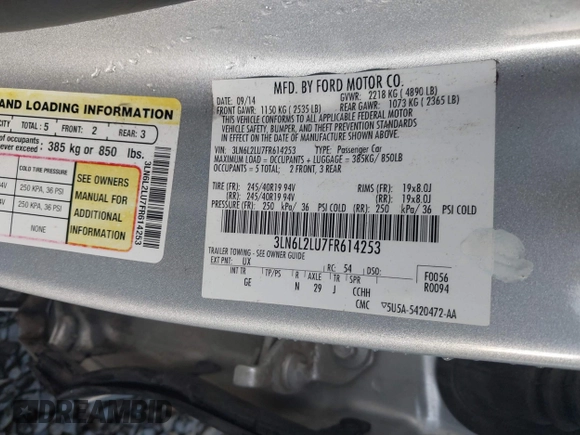 AND LOADING INFORMATION
CITY TOTAL: 5 FRONT: 2 REAR: 3
of occupants
never exceed : 385 kg or 850 lbs.
COLD TIRE PRESSURE
250 KPA, 36 PSI
250 KPA, 36 PSI
SEE OWNERS
MANUAL FOR
ADDITIONAL
INFORMATION
3LN6L2LU7FR614253
MFD. BY FORD MOTOR CO.
09/14 GVWR: 2218 KG ( 4890 LB)
FRONT GAWR: 1150 KG ( 2535 LB) REAR GAWR: 1073 KG ( 2365 LB)
THIS VEHICLE CONFORMS TO ALL APPLICABLE FEDERAL MOTOR
VEHICLE SAFETY, BUMPER, AND THEFT PREVENTION STANDARDS
IN EFFECT ON THE DATE OF MANUFACTURE SHOWN ABOVE.
VIN: 3LN6L2LU7FR614253 TYPE: Passenger Car
MAXIMUM LOAD = OCCUPANTS + LUGGAGE = 385KG/ 850LB
OCCUPANTS = 5 TOTAL; 2 FRONT, 3 REAR
TIRE (FR): 245/40R19 94V RIMS (FR): 19x8.0J
(RR): 245/40R19 94V (RR): 19x8.0J
PRESSURE (FR): 250 kPa/ 36 PSI COLD (RR): 250 kPa/ 36 PSI COLD
3LN6L2LU7FR614253
TRAILER TOWING - SEE OWNER GUIDE
EXT PNT: UX RC: 54 DSO: F0056
INT TR TP/PS R AXLE TR SPR R0094
GE N 29 J CCHH
CMC ▽5U5A-5420472-AA
DREAMBID